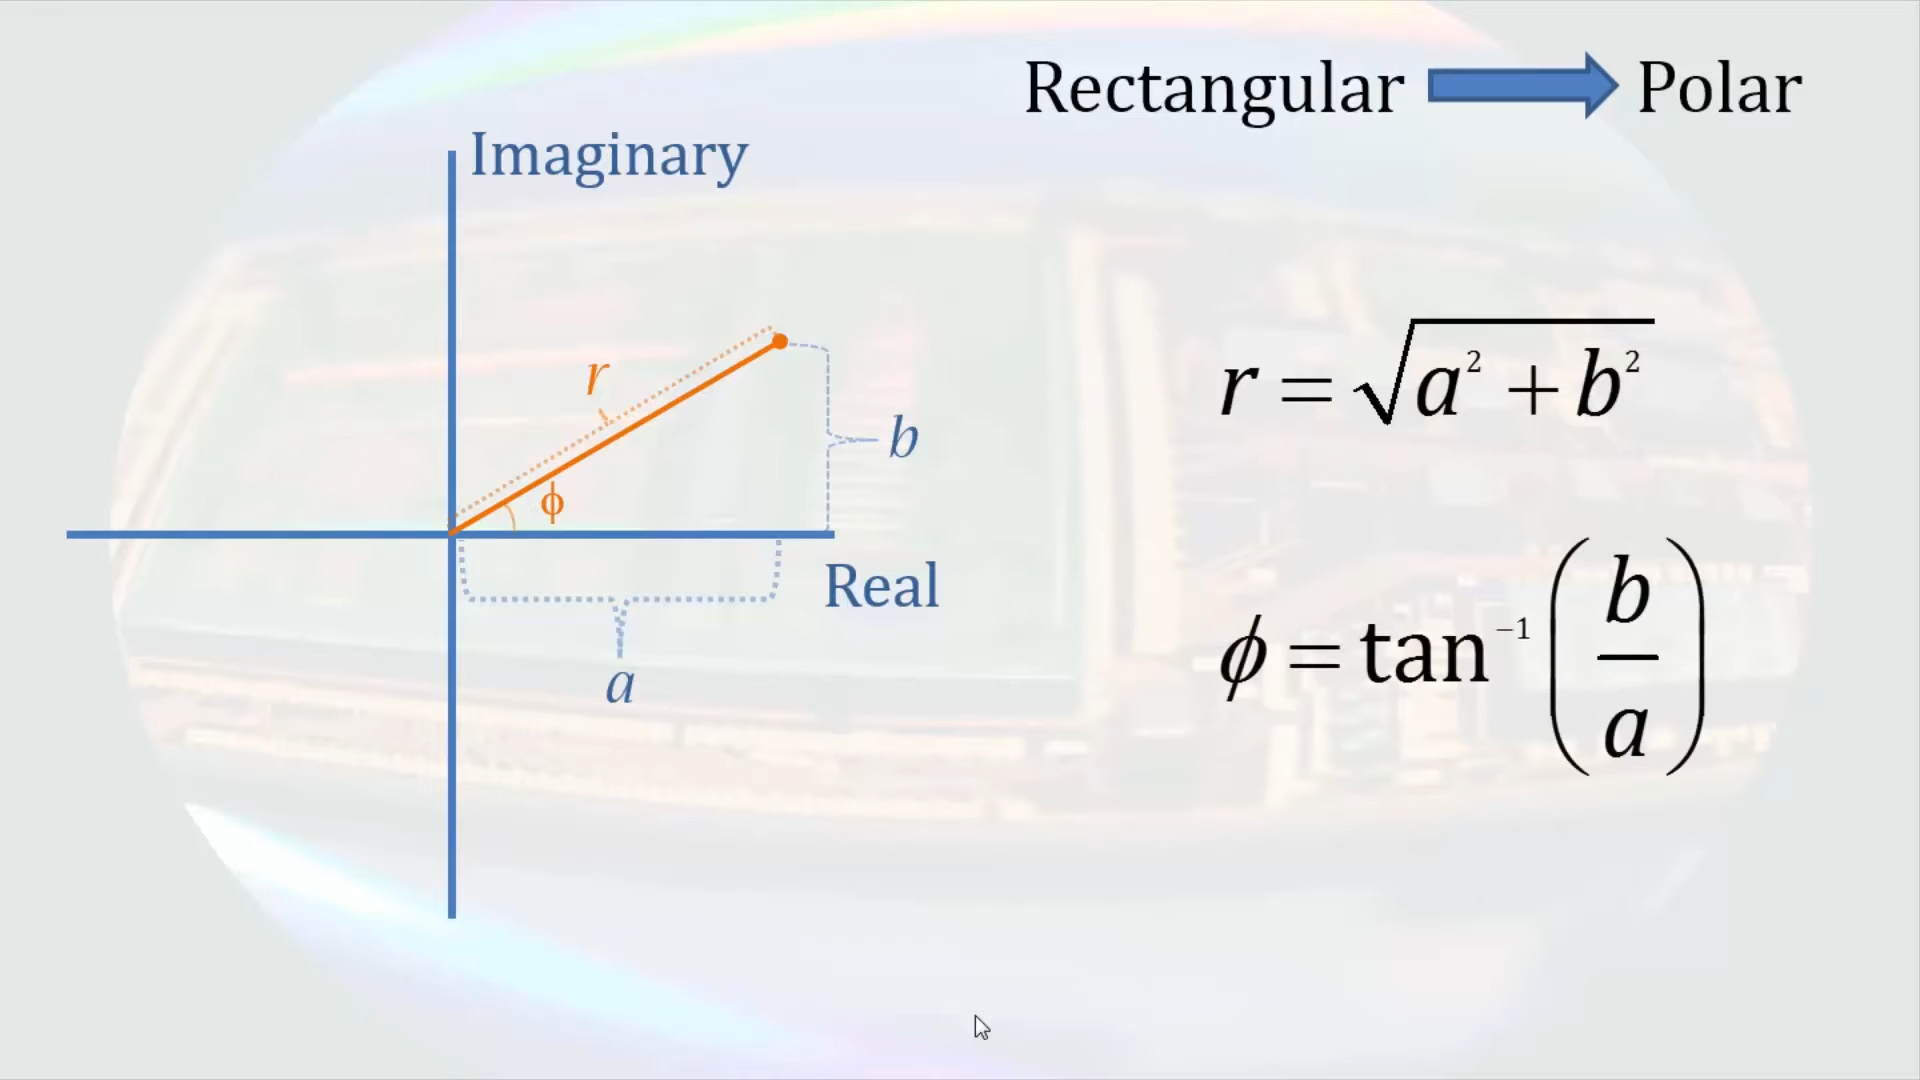 Rectangular Polar
Imaginary
r
ϕ
b
Real
a
r = √a² + b²
ϕ = tan⁻¹ (b/a)